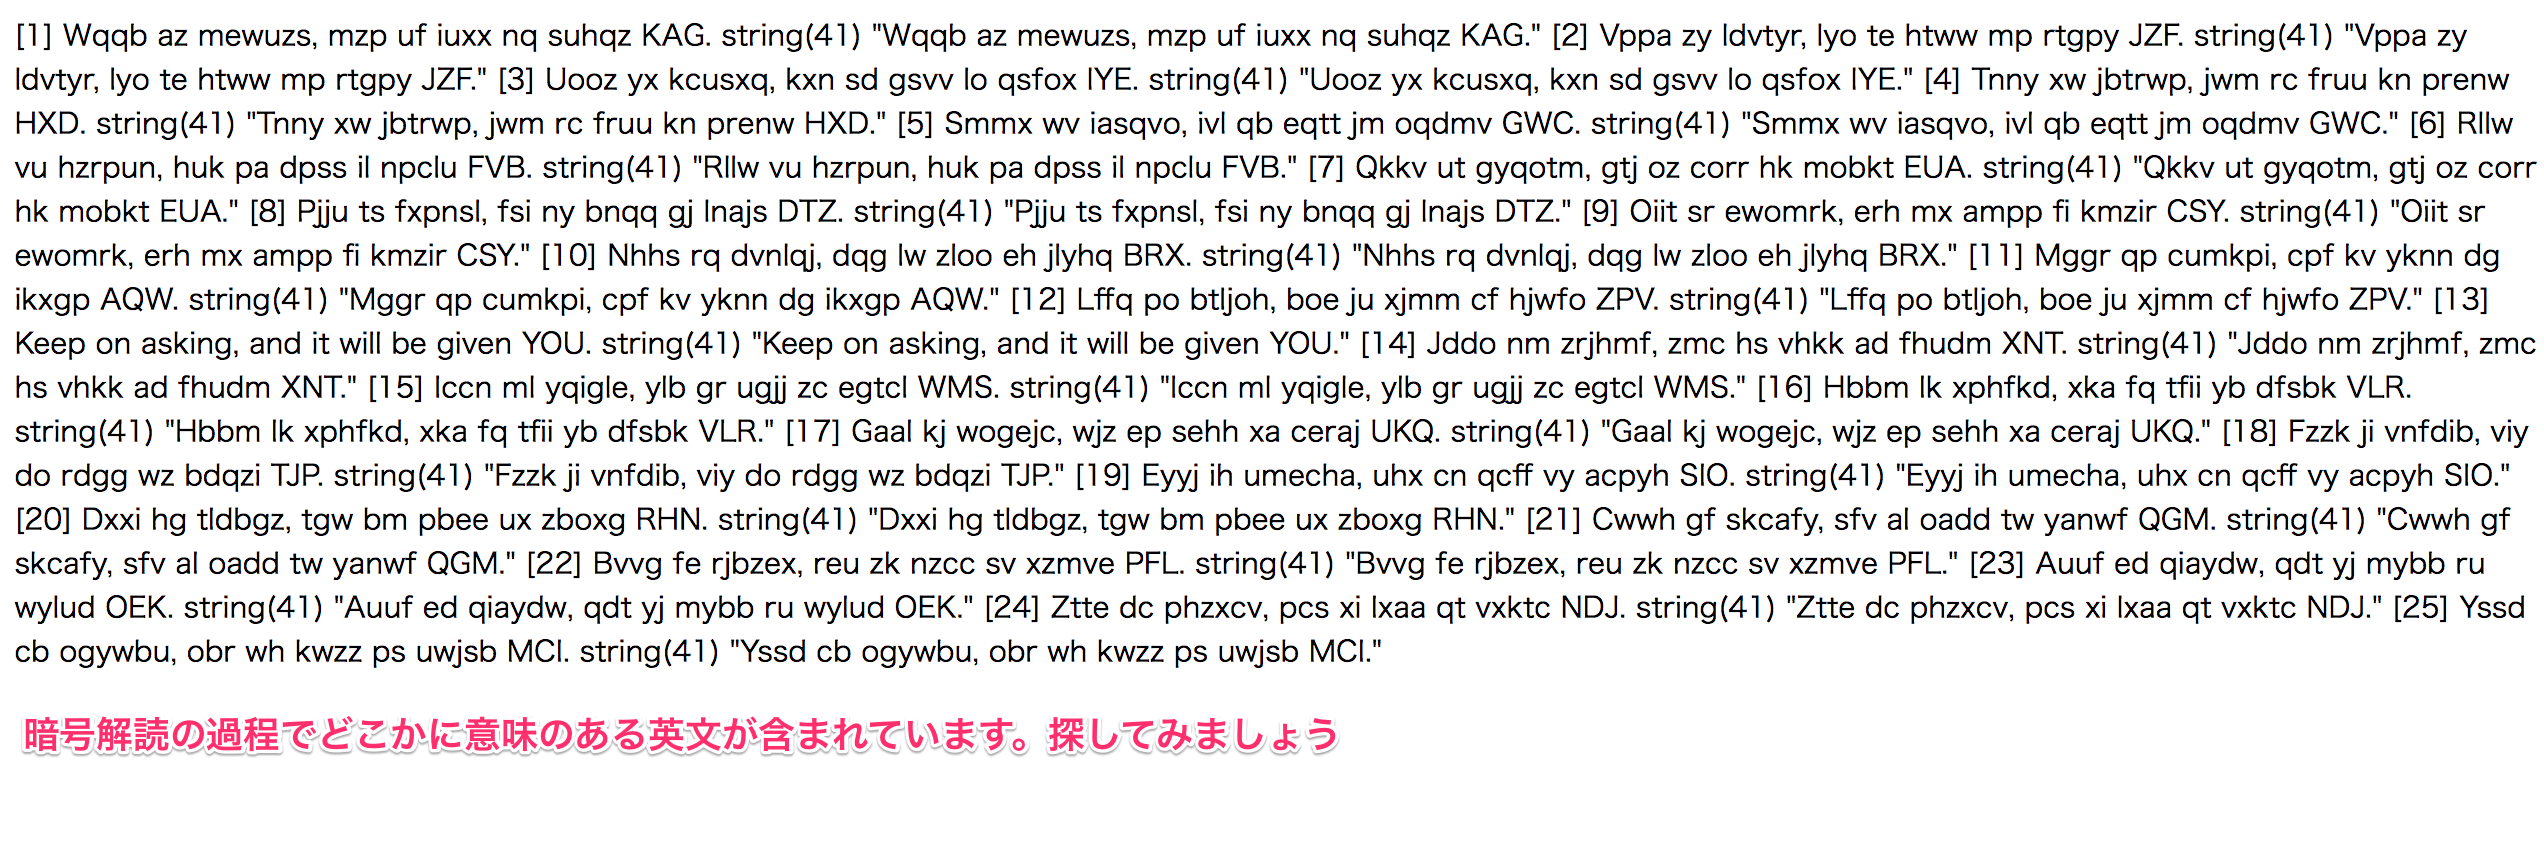 [1] Wqqb az mewuzs, mzp uf iuxx nq suhqz KAG. string(41) "Wqqb az mewuzs, mzp uf iuxx nq suhqz KAG." [2] Vppa zy ldvtyr, lyo te htww mp rtgpy JZF. string(41) "Vppa zy
ldvtyr, lyo te htww mp rtgpy JZF." [3] Uooz yx kcusxq, kxn sd gsvv lo qsfox IYE. string(41) "Uooz yx kcusxq, kxn sd gsvv lo qsfox IYE." [4] Tnny xw jbtrwp, jwm rc fruu kn prenw
HXD. string(41) "Tnny xw jbtrwp, jwm rc fruu kn prenw HXD." [5] Smmx wv iasqvo, ivl qb eqtt jm oqdmv GWC. string(41) "Smmx wv iasqvo, ivl qb eqtt jm oqdmv GWC." [6] Rllw
vu hzrpun, huk pa dpss il npclu FVB. string(41) "Rllw vu hzrpun, huk pa dpss il npclu FVB." [7] Qkkv ut gyqotm, gtj oz corr hk mobkt EUA. string(41) "Qkkv ut gyqotm, gtj oz corr
hk mobkt EUA." [8] Pjju ts fxpnsl, fsi ny bnqq gj lnajs DTZ. string(41) "Pjju ts fxpnsl, fsi ny bnqq gj lnajs DTZ." [9] Oiit sr ewomrk, erh mx ampp fi kmzir CSY. string(41) "Oiit sr
ewomrk, erh mx ampp fi kmzir CSY." [10] Nhhs rq dvnlqj, dqg lw zloo eh jlyhq BRX. string(41) "Nhhs rq dvnlqj, dqg lw zloo eh jlyhq BRX." [11] Mggr qp cumkpi, cpf kv yknn dg
ikxgp AQW. string(41) "Mggr qp cumkpi, cpf kv yknn dg ikxgp AQW." [12] Lffq po btljoh, boe ju xjmm cf hjwfo ZPV. string(41) "Lffq po btljoh, boe ju xjmm cf hjwfo ZPV." [13]
Keep on asking, and it will be given YOU. string(41) "Keep on asking, and it will be given YOU." [14] Jddo nm zrjhmf, zmc hs vhkk ad fhudm XNT. string(41) "Jddo nm zrjhmf, zmc
hs vhkk ad fhudm XNT." [15] Iccn ml yqigle, ylb gr ugjj zc egtcl WMS. string(41) "Iccn ml yqigle, ylb gr ugjj zc egtcl WMS." [16] Hbbm lk xphfkd, xka fq tfii yb dfsbk VLR.
string(41) "Hbbm lk xphfkd, xka fq tfii yb dfsbk VLR." [17] Gaal kj wogejc, wjz ep sehh xa ceraj UKQ. string(41) "Gaal kj wogejc, wjz ep sehh xa ceraj UKQ." [18] Fzzk ji vnfdib, viy
do rdgg wz bdqzi TJP. string(41) "Fzzk ji vnfdib, viy do rdgg wz bdqzi TJP." [19] Eyyj ih umecha, uhx cn qcff vy acpyh SIO. string(41) "Eyyj ih umecha, uhx cn qcff vy acpyh SIO."
[20] Dxxi hg tldbgz, tgw bm pbee ux zboxg RHN. string(41) "Dxxi hg tldbgz, tgw bm pbee ux zboxg RHN." [21] Cwwh gf skcafy, sfv al oadd tw yanwf QGM. string(41) "Cwwh gf
skcafy, sfv al oadd tw yanwf QGM." [22] Bvvg fe rjbzex, reu zk nzcc sv xzmve PFL. string(41) "Bvvg fe rjbzex, reu zk nzcc sv xzmve PFL." [23] Auuf ed qiaydw, qdt yj mybb ru
wylud OEK. string(41) "Auuf ed qiaydw, qdt yj mybb ru wylud OEK." [24] Ztte dc phzxcv, pcs xi lxaa qt vxktc NDJ. string(41) "Ztte dc phzxcv, pcs xi lxaa qt vxktc NDJ." [25] Yssd
cb ogywbu, obr wh kwzz ps uwjsb MCI. string(41) "Yssd cb ogywbu, obr wh kwzz ps uwjsb MCI."
暗号解読の過程でどこかに意味のある英文が含まれています。探してみましょう